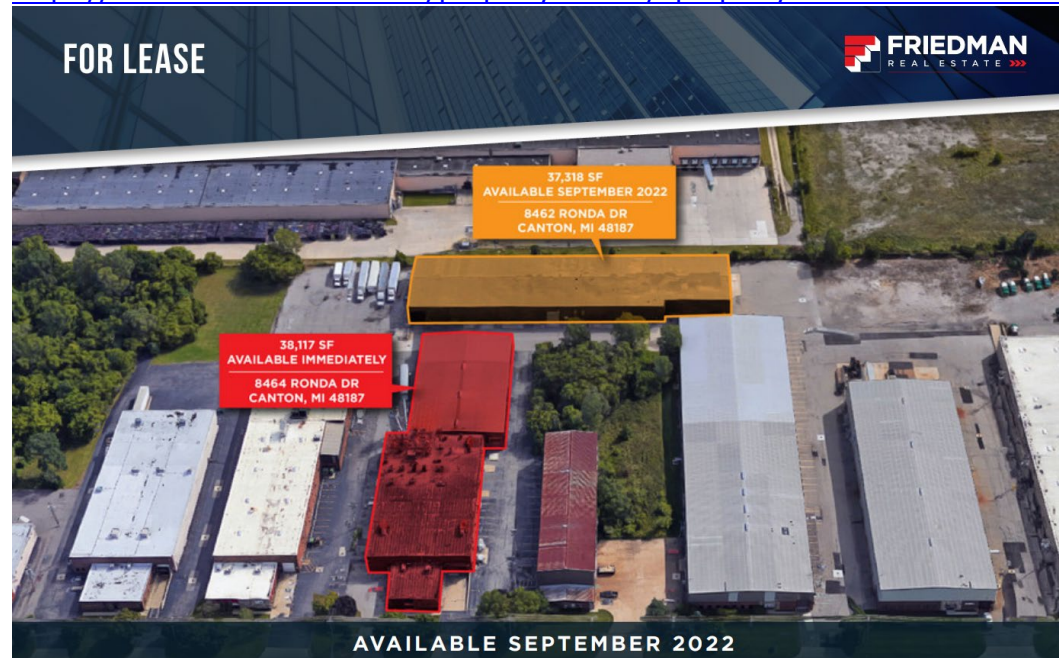 FOR LEASE
FRIEDMAN
REAL ESTATE
37,318 SF
AVAILABLE SEPTEMBER 2022
8462 RONDA DR
CANTON, MI 48187
38,117 SF
AVAILABLE IMMEDIATELY
8464 RONDA DR
CANTON, MI 48187
AVAILABLE SEPTEMBER 2022